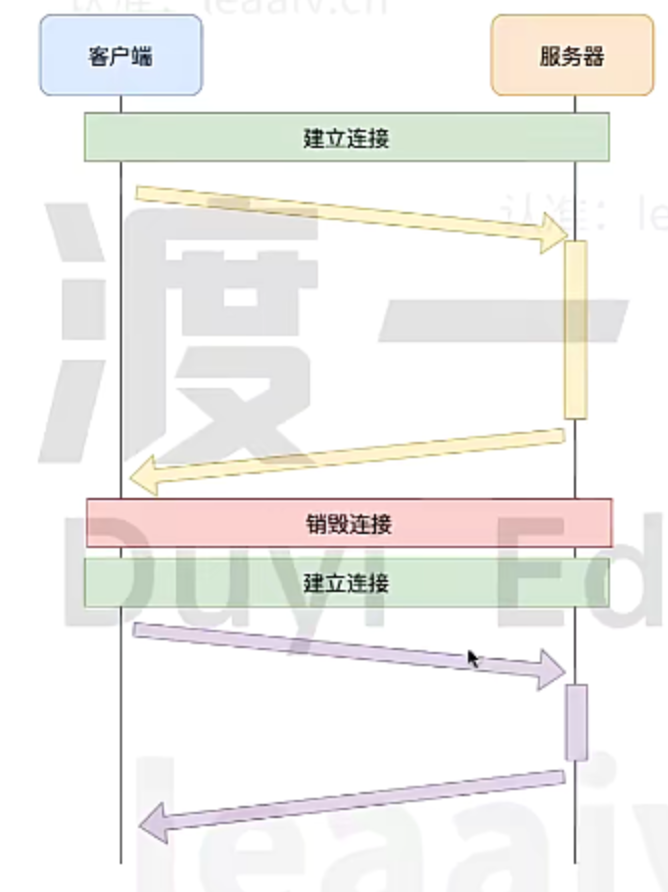 认准：leaaiv.cn
客户端
服务器
建立连接
认准：le
渡一
销毁连接
建立连接
Duyi Ed
leaaiv